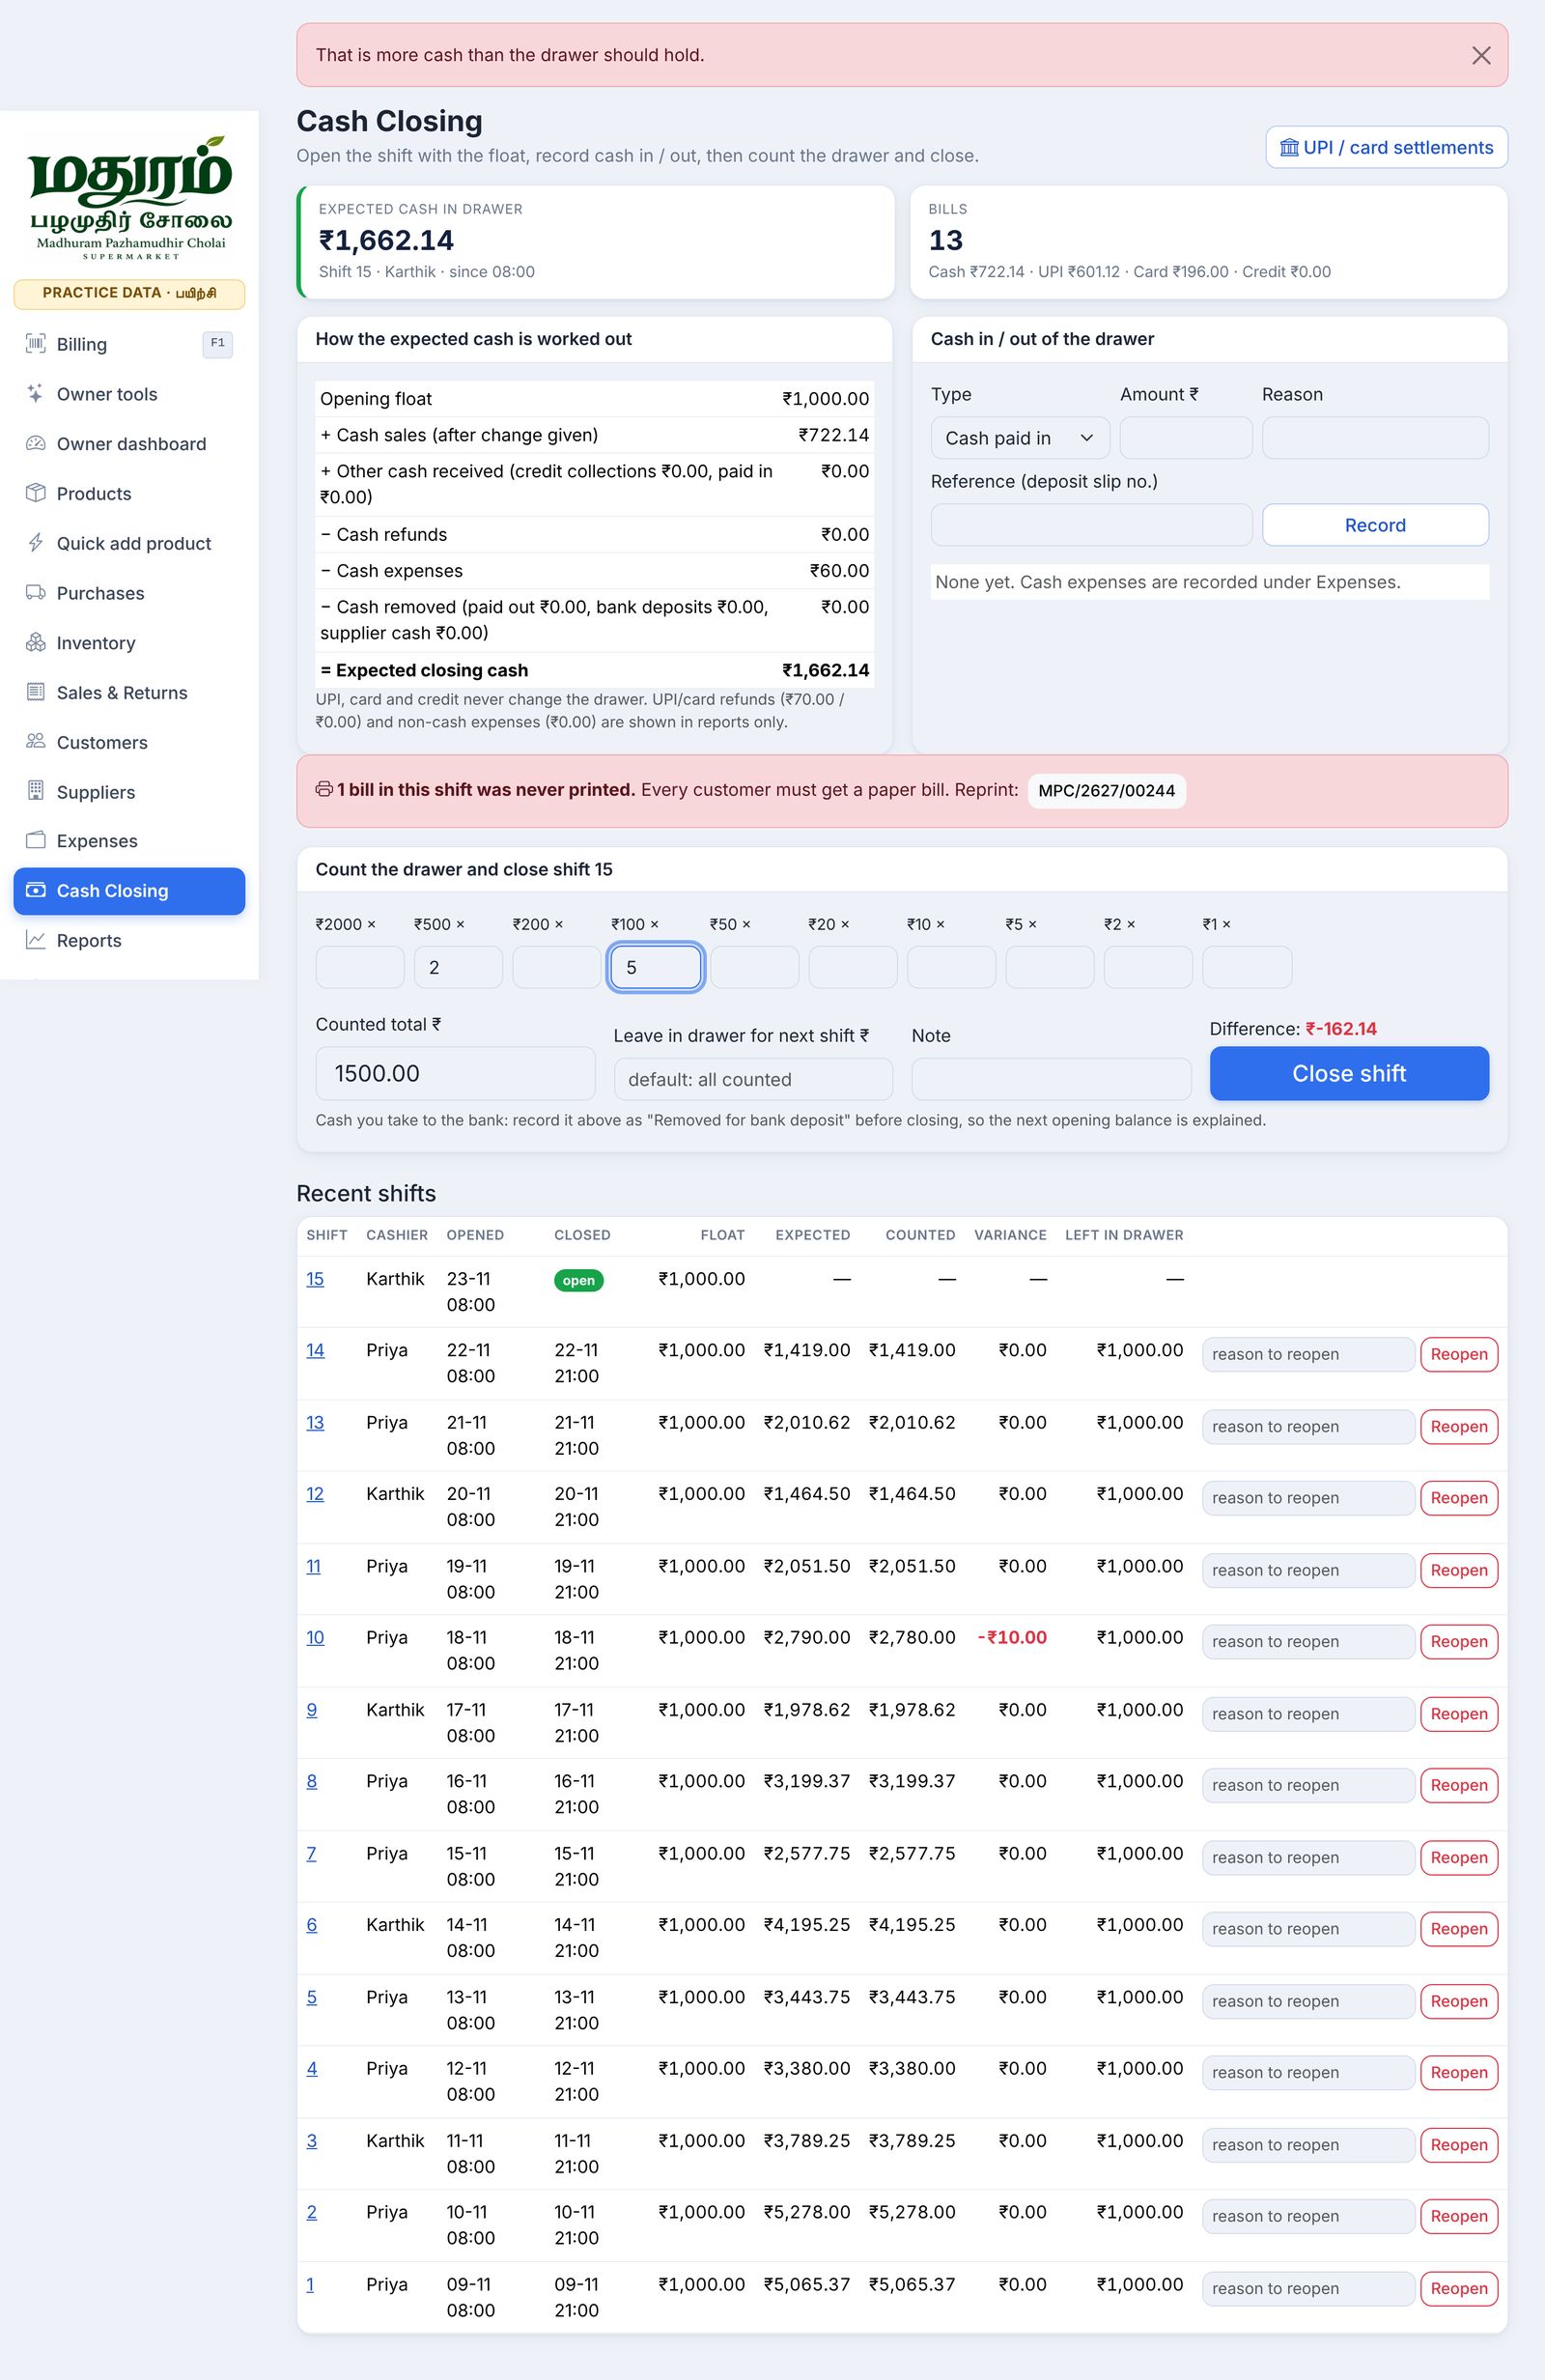 That is more cash than the drawer should hold.
மதுரம்
பழமுதிர் சோலை
Madhuram Pazhamudhir Cholai
SUPERMARKET
PRACTICE DATA · பயிற்சி
Billing F1
Owner tools
Owner dashboard
Products
Quick add product
Purchases
Inventory
Sales & Returns
Customers
Suppliers
Expenses
Cash Closing
Reports
Cash Closing
Open the shift with the float, record cash in / out, then count the drawer and close.
UPI / card settlements
EXPECTED CASH IN DRAWER
₹1,662.14
Shift 15 · Karthik · since 08:00
BILLS
13
Cash ₹722.14 · UPI ₹601.12 · Card ₹196.00 · Credit ₹0.00
How the expected cash is worked out
Opening float ₹1,000.00
+ Cash sales (after change given) ₹722.14
+ Other cash received (credit collections ₹0.00, paid in ₹0.00
₹0.00)
− Cash refunds ₹0.00
− Cash expenses ₹60.00
− Cash removed (paid out ₹0.00, bank deposits ₹0.00, ₹0.00
supplier cash ₹0.00)
= Expected closing cash ₹1,662.14
UPI, card and credit never change the drawer. UPI/card refunds (₹70.00 /
₹0.00) and non-cash expenses (₹0.00) are shown in reports only.
Cash in / out of the drawer
Type Amount ₹ Reason
Cash paid in
Reference (deposit slip no.)
Record
None yet. Cash expenses are recorded under Expenses.
1 bill in this shift was never printed. Every customer must get a paper bill. Reprint: MPC/2627/00244
Count the drawer and close shift 15
₹2000 × ₹500 × ₹200 × ₹100 × ₹50 × ₹20 × ₹10 × ₹5 × ₹2 × ₹1 ×
2 5
Counted total ₹ Leave in drawer for next shift ₹ Note Difference: ₹-162.14
1500.00 default: all counted Close shift
Cash you take to the bank: record it above as "Removed for bank deposit" before closing, so the next opening balance is explained.
Recent shifts
SHIFT CASHIER OPENED CLOSED FLOAT EXPECTED COUNTED VARIANCE LEFT IN DRAWER
15 Karthik 23-11 open ₹1,000.00 — — — —
08:00
14 Priya 22-11 22-11 ₹1,000.00 ₹1,419.00 ₹1,419.00 ₹0.00 ₹1,000.00 reason to reopen Reopen
08:00 21:00
13 Priya 21-11 21-11 ₹1,000.00 ₹2,010.62 ₹2,010.62 ₹0.00 ₹1,000.00 reason to reopen Reopen
08:00 21:00
12 Karthik 20-11 20-11 ₹1,000.00 ₹1,464.50 ₹1,464.50 ₹0.00 ₹1,000.00 reason to reopen Reopen
08:00 21:00
11 Priya 19-11 19-11 ₹1,000.00 ₹2,051.50 ₹2,051.50 ₹0.00 ₹1,000.00 reason to reopen Reopen
08:00 21:00
10 Priya 18-11 18-11 ₹1,000.00 ₹2,790.00 ₹2,780.00 -₹10.00 ₹1,000.00 reason to reopen Reopen
08:00 21:00
9 Karthik 17-11 17-11 ₹1,000.00 ₹1,978.62 ₹1,978.62 ₹0.00 ₹1,000.00 reason to reopen Reopen
08:00 21:00
8 Priya 16-11 16-11 ₹1,000.00 ₹3,199.37 ₹3,199.37 ₹0.00 ₹1,000.00 reason to reopen Reopen
08:00 21:00
7 Priya 15-11 15-11 ₹1,000.00 ₹2,577.75 ₹2,577.75 ₹0.00 ₹1,000.00 reason to reopen Reopen
08:00 21:00
6 Karthik 14-11 14-11 ₹1,000.00 ₹4,195.25 ₹4,195.25 ₹0.00 ₹1,000.00 reason to reopen Reopen
08:00 21:00
5 Priya 13-11 13-11 ₹1,000.00 ₹3,443.75 ₹3,443.75 ₹0.00 ₹1,000.00 reason to reopen Reopen
08:00 21:00
4 Priya 12-11 12-11 ₹1,000.00 ₹3,380.00 ₹3,380.00 ₹0.00 ₹1,000.00 reason to reopen Reopen
08:00 21:00
3 Karthik 11-11 11-11 ₹1,000.00 ₹3,789.25 ₹3,789.25 ₹0.00 ₹1,000.00 reason to reopen Reopen
08:00 21:00
2 Priya 10-11 10-11 ₹1,000.00 ₹5,278.00 ₹5,278.00 ₹0.00 ₹1,000.00 reason to reopen Reopen
08:00 21:00
1 Priya 09-11 09-11 ₹1,000.00 ₹5,065.37 ₹5,065.37 ₹0.00 ₹1,000.00 reason to reopen Reopen
08:00 21:00